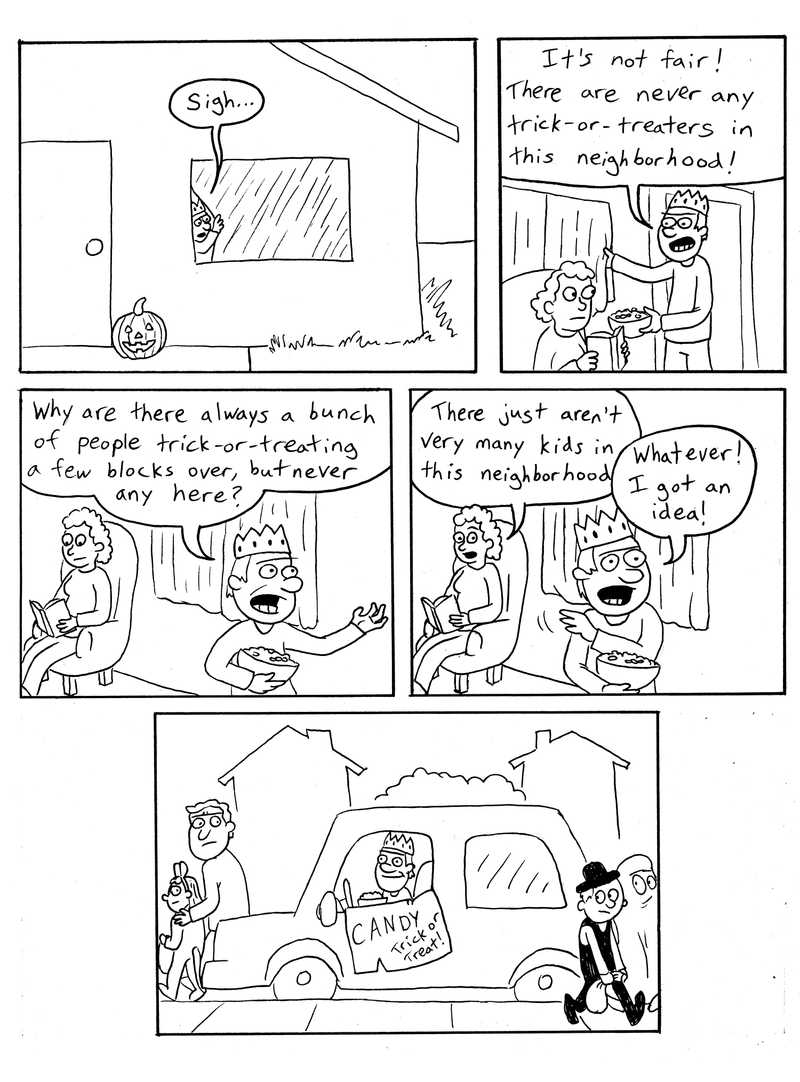 Sigh...
It's not fair!
There are never any
trick-or-treaters in
this neighborhood!
Why are there always a bunch
of people trick-or-treating
a few blocks over, but never
any here?
There just aren't
very many kids in
this neighborhood
Whatever!
I got an
idea!
CANDY
Trick or
Treat!